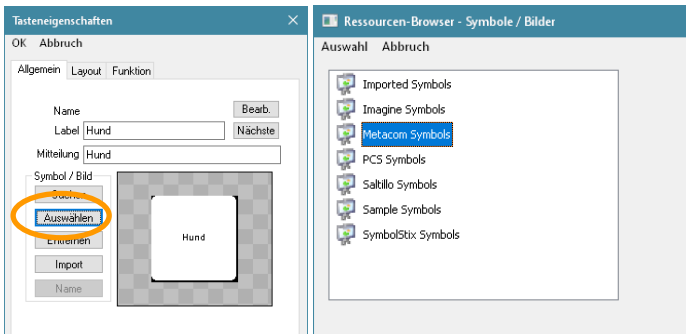 Tasteneigenschaften
OK Abbruch
Allgemein Layout Funktion
Name
Bearb.
Label Hund
Nächste
Mitteilung Hund
Symbol / Bild
Auswählen
Entfernen
Import
Name
Hund
Ressourcen-Browser - Symbole / Bilder
Auswahl Abbruch
Imported Symbols
Imagine Symbols
Metacom Symbols
PCS Symbols
Saltillo Symbols
Sample Symbols
SymbolStix Symbols